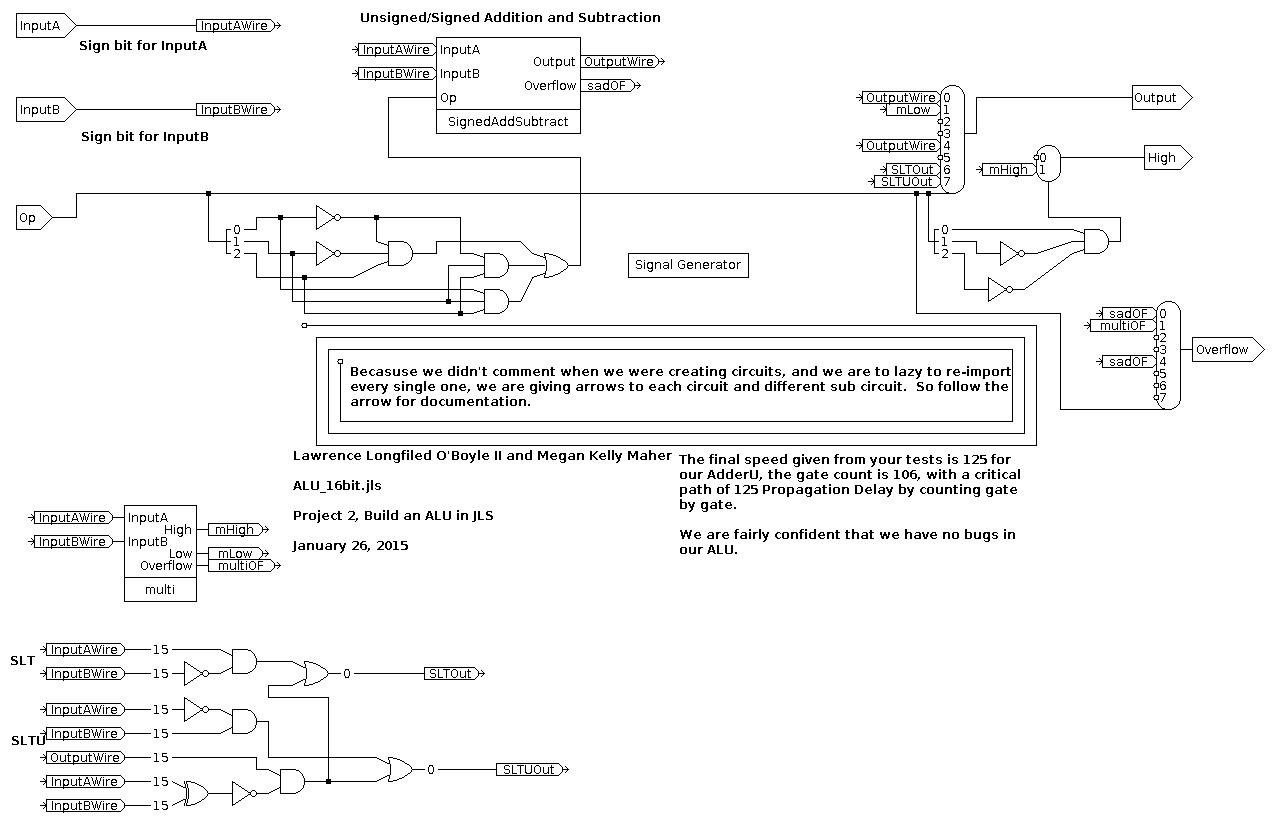 Unsigned/Signed Addition and Subtraction
InputA
InputAWire
Sign bit for InputA
InputB
InputBWire
Sign bit for InputB
InputAWire
InputBWire
InputA
InputB
Op
Output
Overflow
SignedAddSubtract
OutputWire
sadOF
OutputWire
mLow
OutputWire
SLTOut
SLTUOut
0
1
2
3
4
5
6
7
Output
mHigh
0
1
High
Op
0
1
2
Signal Generator
0
1
2
sadOF
multiOF
sadOF
0
1
2
3
4
5
6
7
Overflow
Becasuse we didn't comment when we were creating circuits, and we are to lazy to re-import
every single one, we are giving arrows to each circuit and different sub circuit.  So follow the
arrow for documentation.
Lawrence Longfiled O'Boyle II and Megan Kelly Maher
ALU_16bit.jls
Project 2, Build an ALU in JLS
January 26, 2015
The final speed given from your tests is 125 for
our AdderU, the gate count is 106, with a critical
path of 125 Propagation Delay by counting gate
by gate.
We are fairly confident that we have no bugs in
our ALU.
InputAWire
InputBWire
InputA
High
InputB
Low
Overflow
multi
mHigh
mLow
multiOF
SLT
InputAWire 15
InputBWire 15
0
SLTOut
SLTU
InputAWire 15
InputBWire 15
OutputWire 15
InputAWire 15
InputBWire 15
0
SLTUOut